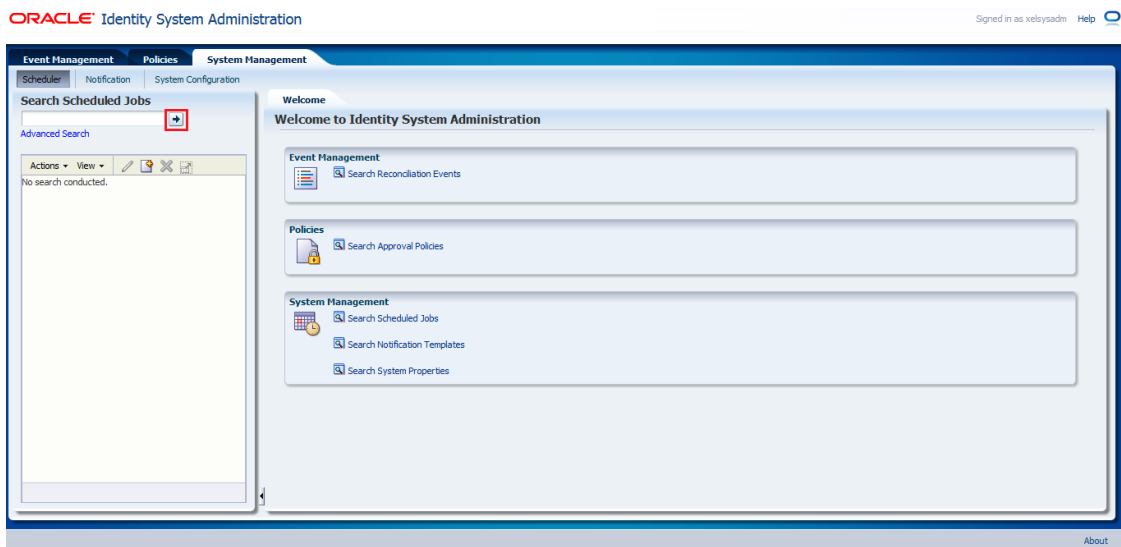 ORACLE Identity System Administration
Signed in as xelsysadm Help
Event Management Policies System Management
Scheduler Notification System Configuration
Search Scheduled Jobs
Advanced Search
Actions View
No search conducted.
Welcome
Welcome to Identity System Administration
Event Management
Search Reconciliation Events
Policies
Search Approval Policies
System Management
Search Scheduled Jobs
Search Notification Templates
Search System Properties
About